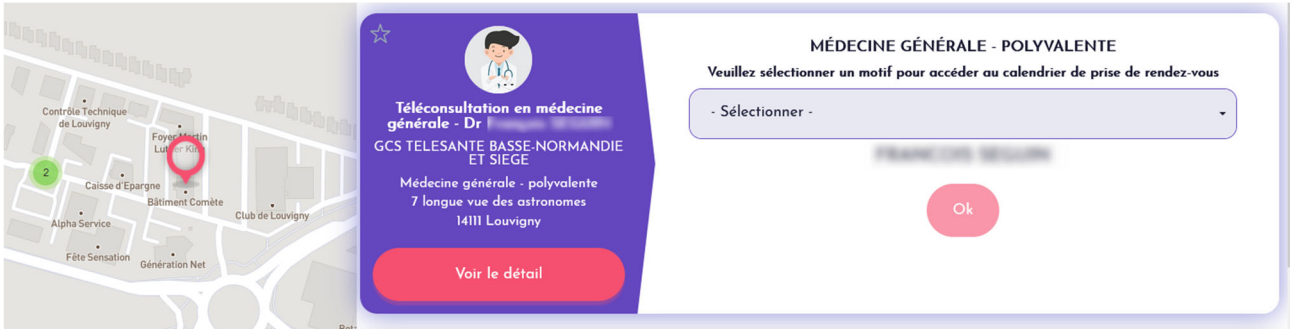 Contrôle Technique
de Louvigny
Foyer Martin
Luther King
2
Caisse d'Epargne
Bâtiment Comète
Club de Louvigny
Alpha Service
Fête Sensation
Génération Net
Téléconsultation en médecine
générale - Dr
GCS TELESANTE BASSE-NORMANDIE
ET SIEGE
Médecine générale - polyvalente
7 longue vue des astronomes
14111 Louvigny
Voir le détail
MÉDECINE GÉNÉRALE - POLYVALENTE
Veuillez sélectionner un motif pour accéder au calendrier de prise de rendez-vous
- Sélectionner -
Ok